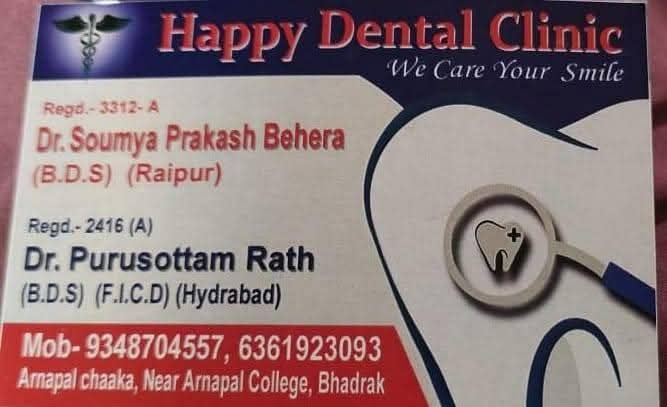 Happy Dental Clinic
We Care Your Smile
Regd.- 3312- A
Dr. Soumya Prakash Behera
(B.D.S) (Raipur)
Regd.- 2416 (A)
Dr. Purusottam Rath
(B.D.S) (F.I.C.D) (Hydrabad)
Mob- 9348704557, 6361923093
Arnapal chaaka, Near Arnapal College, Bhadrak